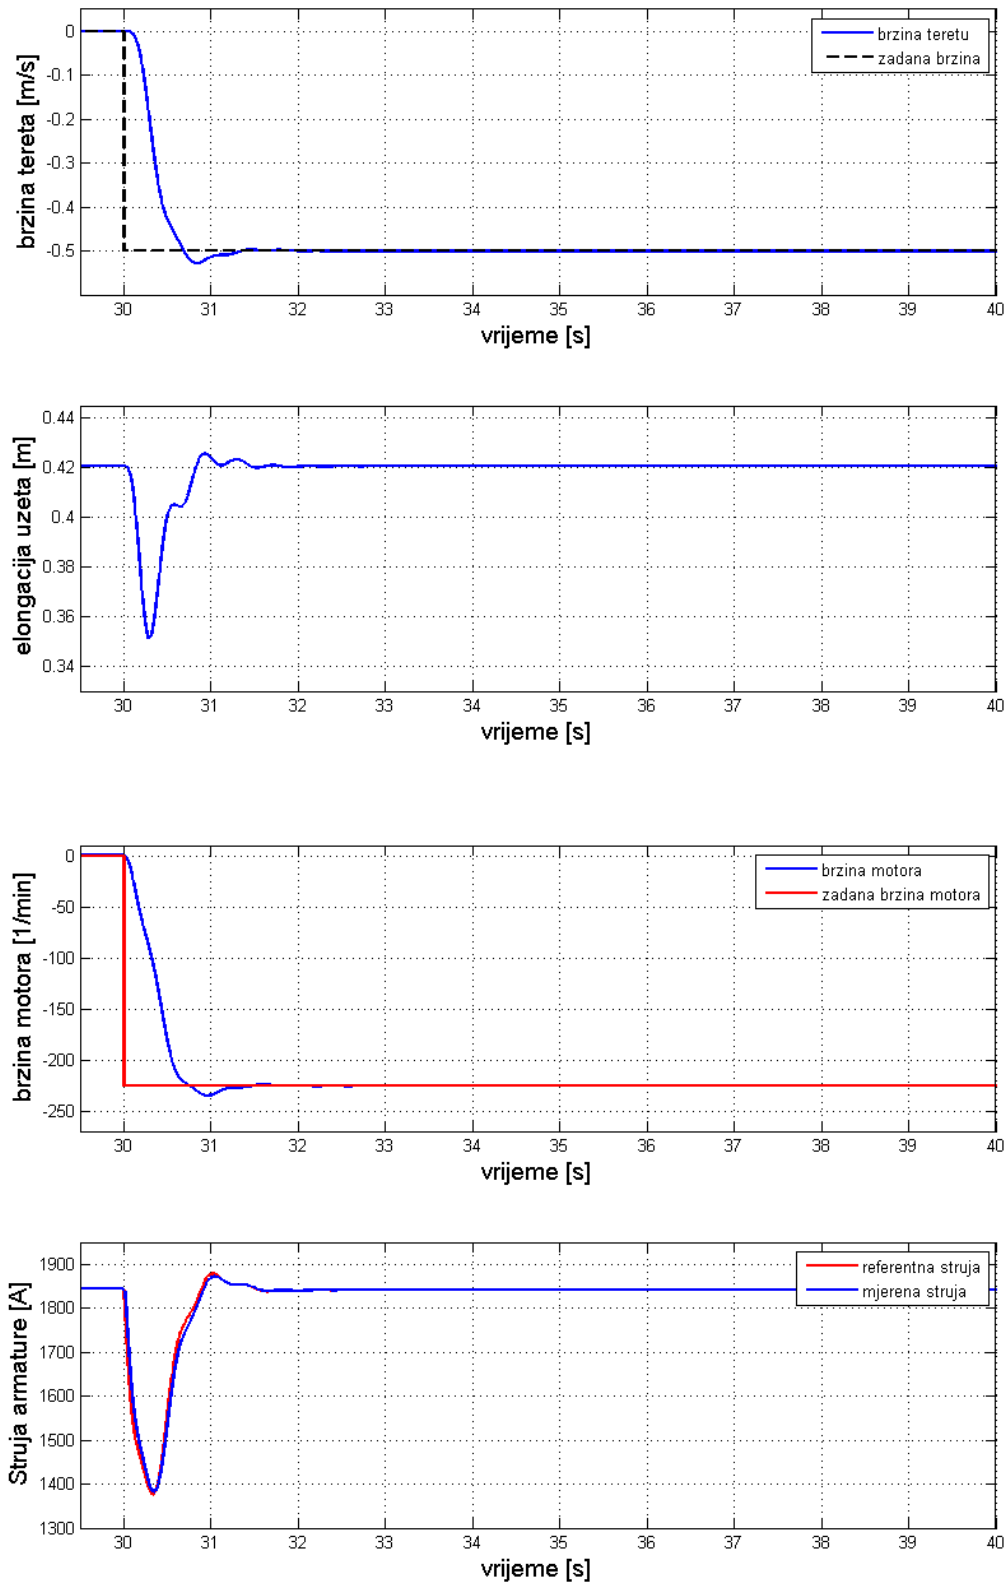 brzina tereta [m/s]
0
-0.1
-0.2
-0.3
-0.4
-0.5
brzina teretu
zadana brzina
30 31 32 33 34 35 36 37 38 39 40
vrijeme [s]
elongacija uzeta [m]
0.44
0.42
0.4
0.38
0.36
0.34
30 31 32 33 34 35 36 37 38 39 40
vrijeme [s]
brzina motora [1/min]
0
-50
-100
-150
-200
-250
brzina motora
zadana brzina motora
30 31 32 33 34 35 36 37 38 39 40
vrijeme [s]
Struja armature [A]
1900
1800
1700
1600
1500
1400
1300
referentna struja
mjerena struja
30 31 32 33 34 35 36 37 38 39 40
vrijeme [s]